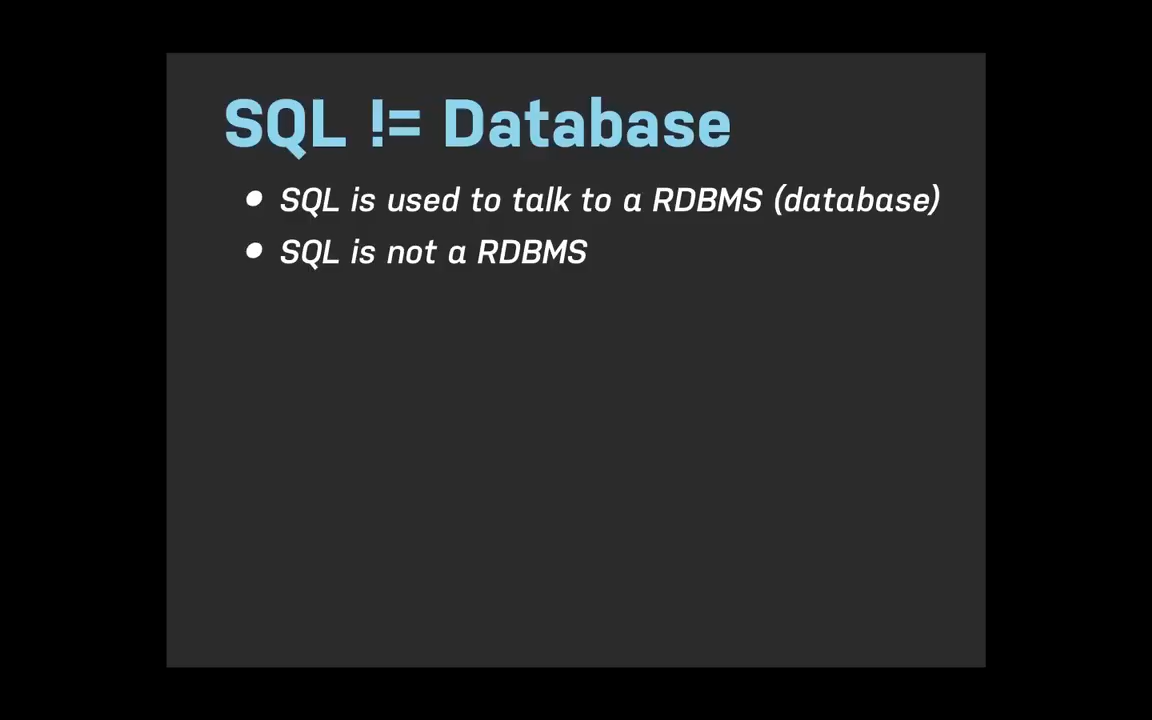 SQL != Database
• SQL is used to talk to a RDBMS (database)
• SQL is not a RDBMS